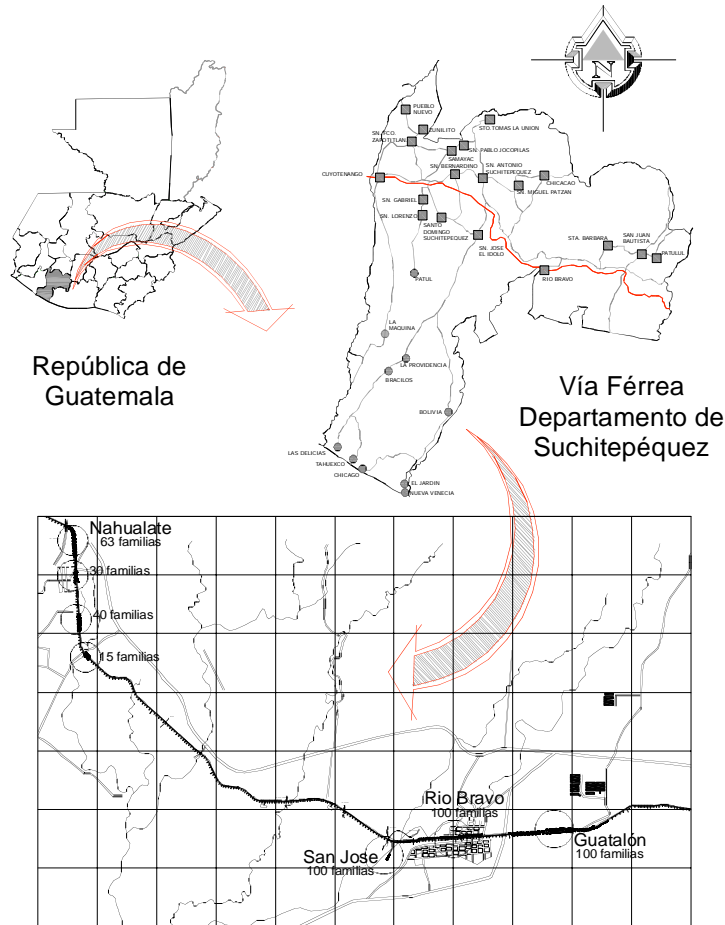 N
PUEBLO
NUEVO
STO. TOMAS LA UNION
ZUNILITO
SN. FCO.
ZAPOTITLAN
SN. PABLO JOCOPILAS
SAMAYAC
SN. BERNARDINO
SN. ANTONIO
SUCHITEPEQUEZ
CUYOTENANGO
CHICACAO
SN. MIGUEL PATZAN
SN. GABRIEL
SN. LORENZO
SANTO
DOMINGO
SUCHITEPEQUEZ
SN. JOSE
EL IDOLO
STA. BARBARA
SAN JUAN
BAUTISTA
PATULUL
RIO BRAVO
PATUL
LA
MAQUINA
LA PROVIDENCIA
BRACILOS
BOLIVIA
LAS DELICIAS
TAHUEXCO
CHICAGO
EL JARDIN
NUEVA VENECIA
República de
Guatemala
Vía Férrea
Departamento de
Suchitepéquez
Nahualate
63 familias
30 familias
40 familias
15 familias
Rio Bravo
100 familias
San Jose
100 familias
Guatalón
100 familias